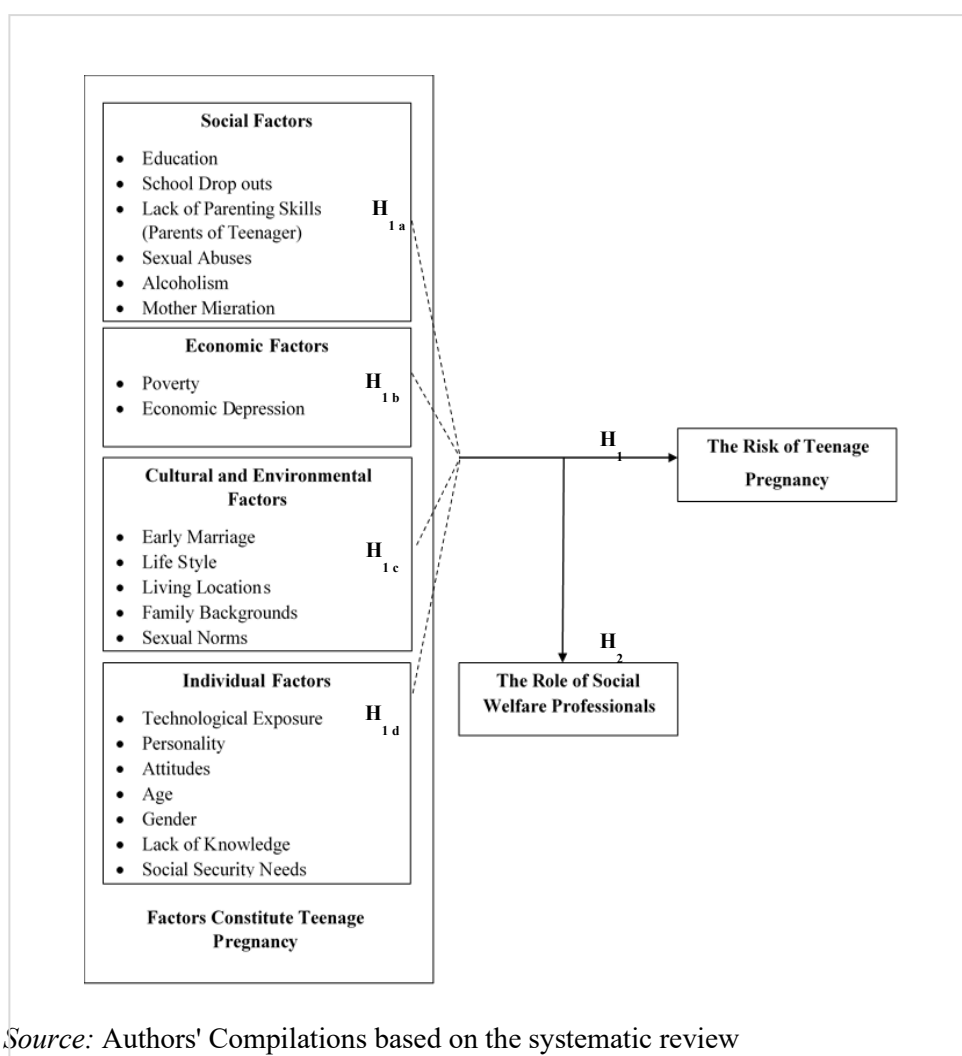 Social Factors
• Education
• School Drop outs
• Lack of Parenting Skills
(Parents of Teenager)
H 1 a
• Sexual Abuses
• Alcoholism
• Mother Migration
Economic Factors
• Poverty
• Economic Depression
H 1 b
Cultural and Environmental
Factors
• Early Marriage
• Life Style
• Living Locations
• Family Backgrounds
• Sexual Norms
H 1 c
Individual Factors
• Technological Exposure
• Personality
• Attitudes
• Age
• Gender
• Lack of Knowledge
• Social Security Needs
H 1 d
Factors Constitute Teenage
Pregnancy
H 1
The Risk of Teenage
Pregnancy
H 2
The Role of Social
Welfare Professionals
Source: Authors' Compilations based on the systematic review